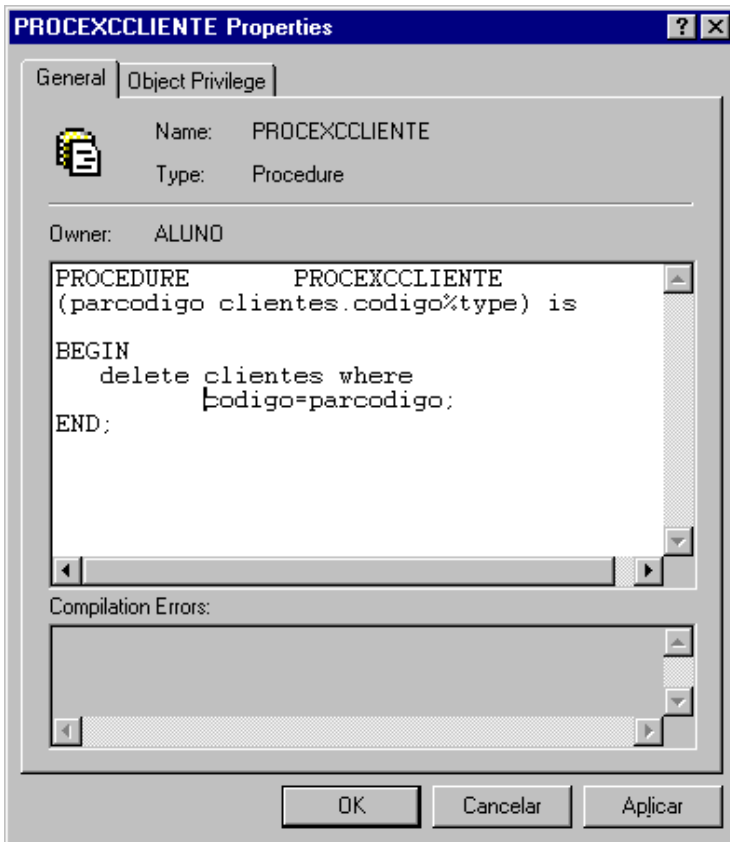 PROCEXCCLIENTE Properties
General
Object Privilege
Name: PROCEXCCLIENTE
Type: Procedure
Owner: ALUNO
PROCEDURE PROCEXCCLIENTE
(parcodigo clientes.codigo%type) is
BEGIN
delete clientes where
codigo=parcodigo;
END;
Compilation Errors:
OK
Cancelar
Aplicar